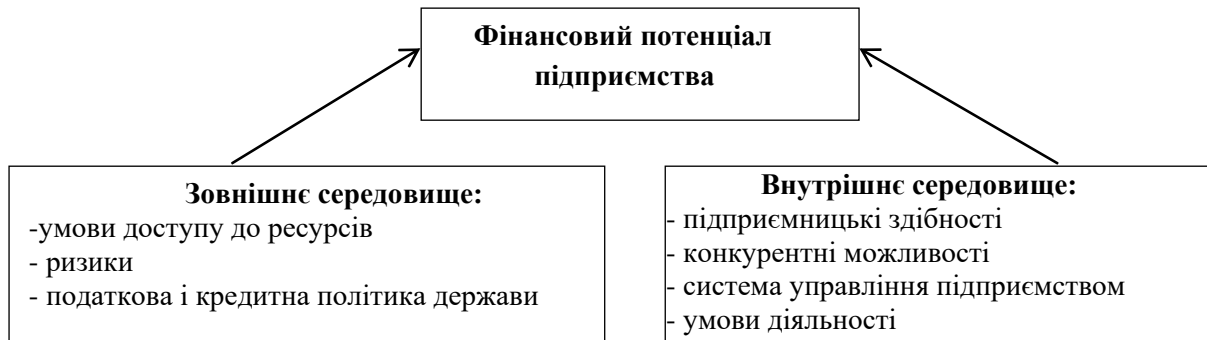 Фінансовий потенціал
підприємства
Зовнішнє середовище:
-умови доступу до ресурсів
- ризики
- податкова і кредитна політика держави
Внутрішнє середовище:
- підприємницькі здібності
- конкурентні можливості
- система управління підприємством
- умови діяльності